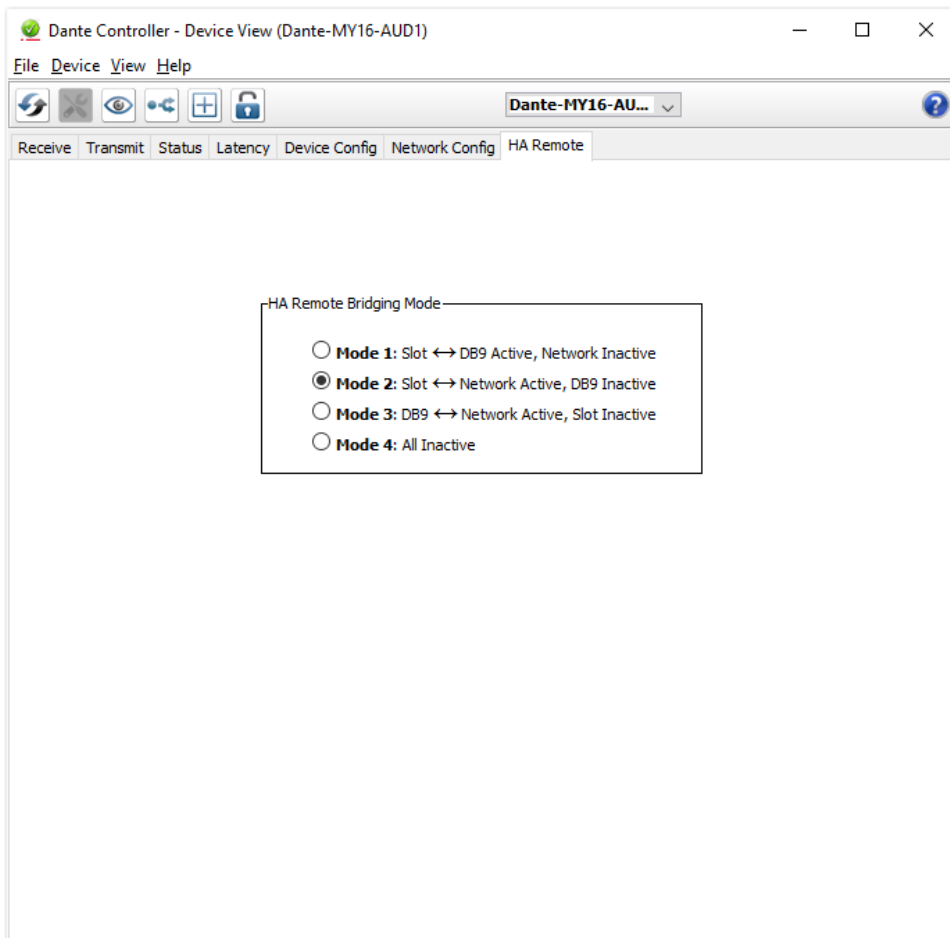 Dante Controller - Device View (Dante-MY16-AUD1)
File Device View Help
Dante-MY16-AU...
?
Receive Transmit Status Latency Device Config Network Config HA Remote
HA Remote Bridging Mode
Mode 1: Slot ↔ DB9 Active, Network Inactive
Mode 2: Slot ↔ Network Active, DB9 Inactive
Mode 3: DB9 ↔ Network Active, Slot Inactive
Mode 4: All Inactive